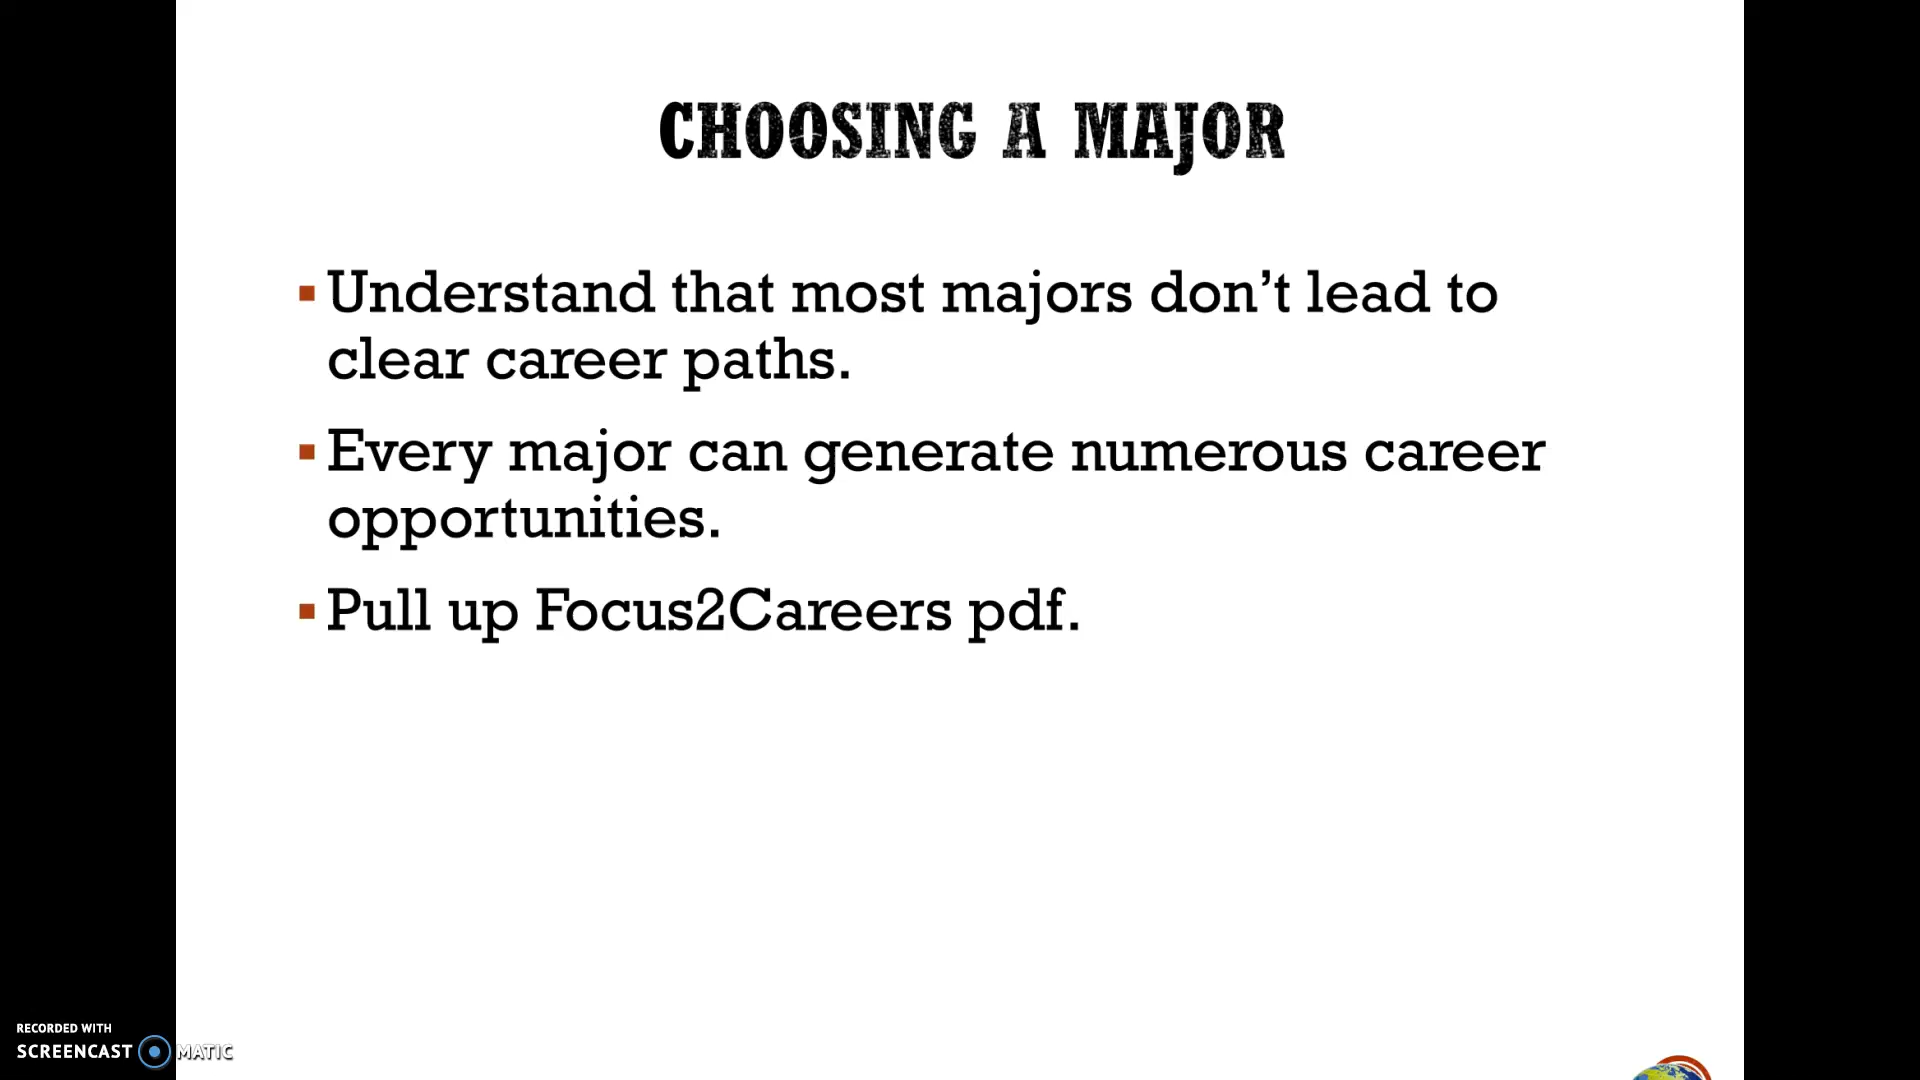 CHOOSING A MAJOR
▪ Understand that most majors don’t lead to
clear career paths.
▪ Every major can generate numerous career
opportunities.
▪ Pull up Focus2Careers pdf.
RECORDED WITH
SCREENCAST MATIC